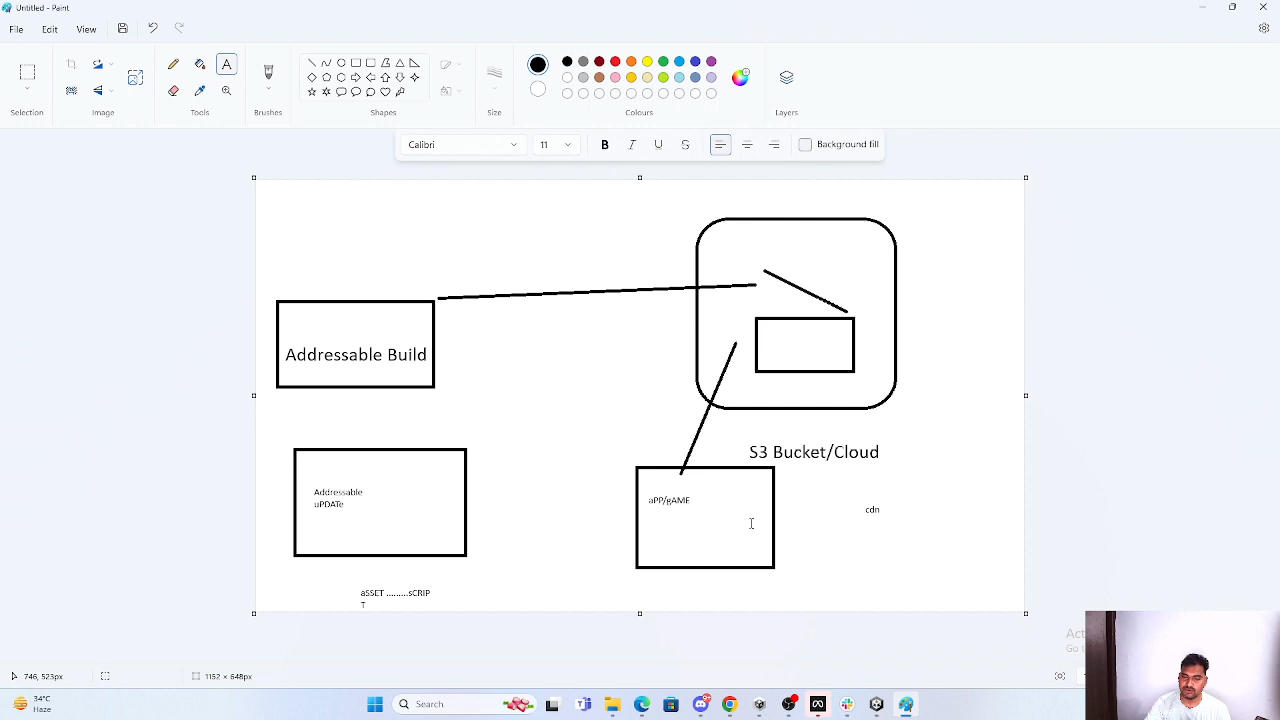 Untitled - Paint
File Edit View
Selection Image Tools Brushes Shapes Size Colours Layers
Calibri 11 B I U S Background fill
Addressable Build
S3 Bucket/Cloud
Addressable
uPDATe
aPP/gAME
cdn
aSSET .........sCRIP
T
746, 523px 1152 × 648px
34°C
Haze
Search